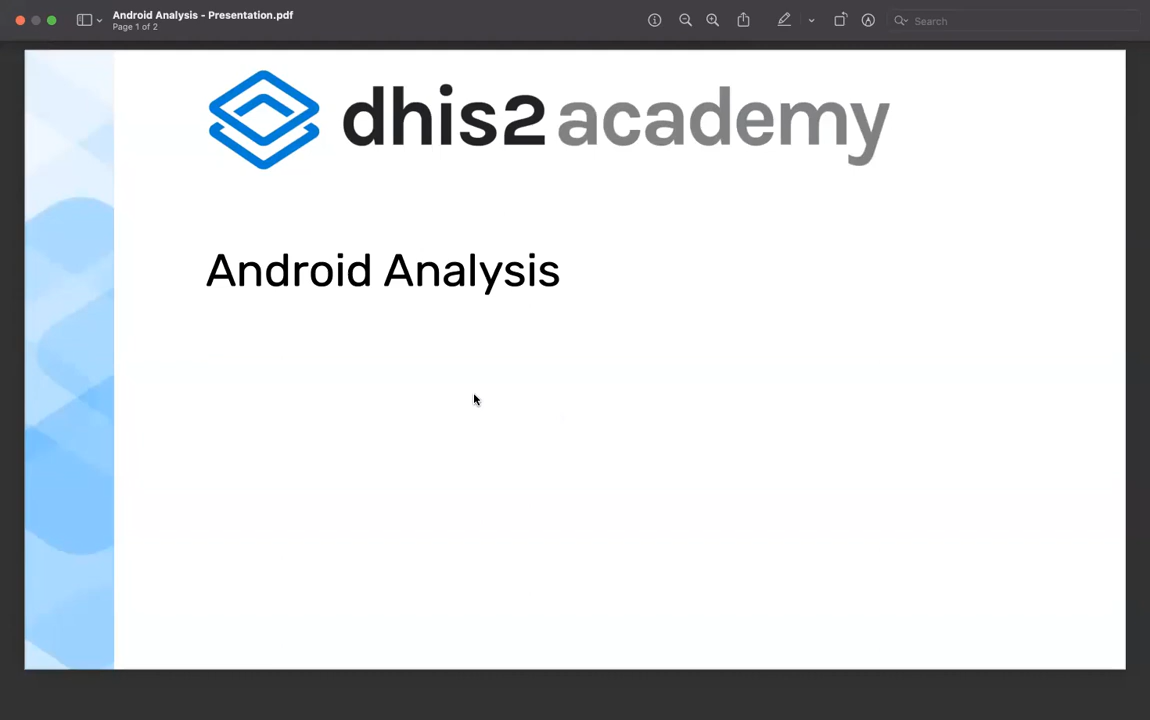 Android Analysis - Presentation.pdf
Page 1 of 2
Search
dhis2 academy
Android Analysis